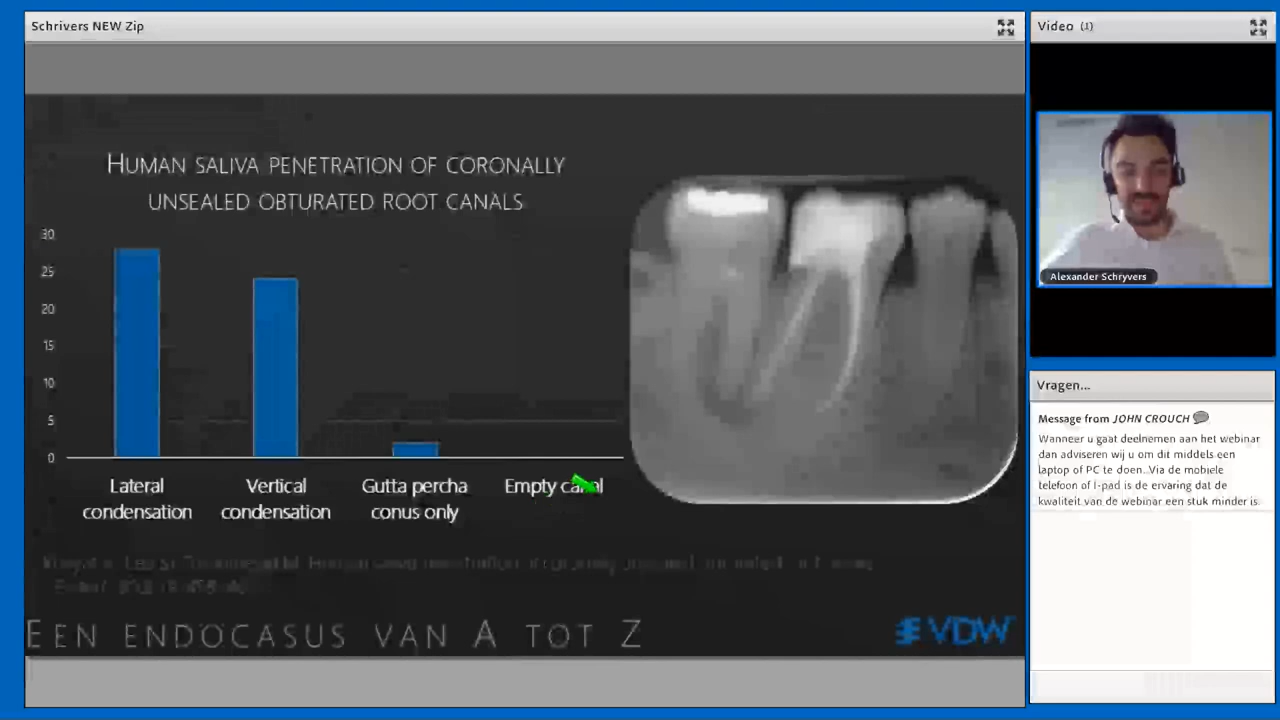 Schrivers NEW Zip
HUMAN SALIVA PENETRATION OF CORONALLY
UNSEALED OBTURATED ROOT CANALS
30
25
20
15
10
5
0
Lateral
condensation
Vertical
condensation
Gutta percha
conus only
Empty canal
EEN ENDOCASUS VAN A TOT Z
VDW
Video (1)
Alexander Schryvers
Vragen...
Message from JOHN CROUCH
Wanneer u gaat deelnemen aan het webinar
dan adviseren wij u om dit middels een
laptop of PC te doen..Via de mobiele
telefoon of I-pad is de ervaring dat de
kwaliteit van de webinar een stuk minder is.